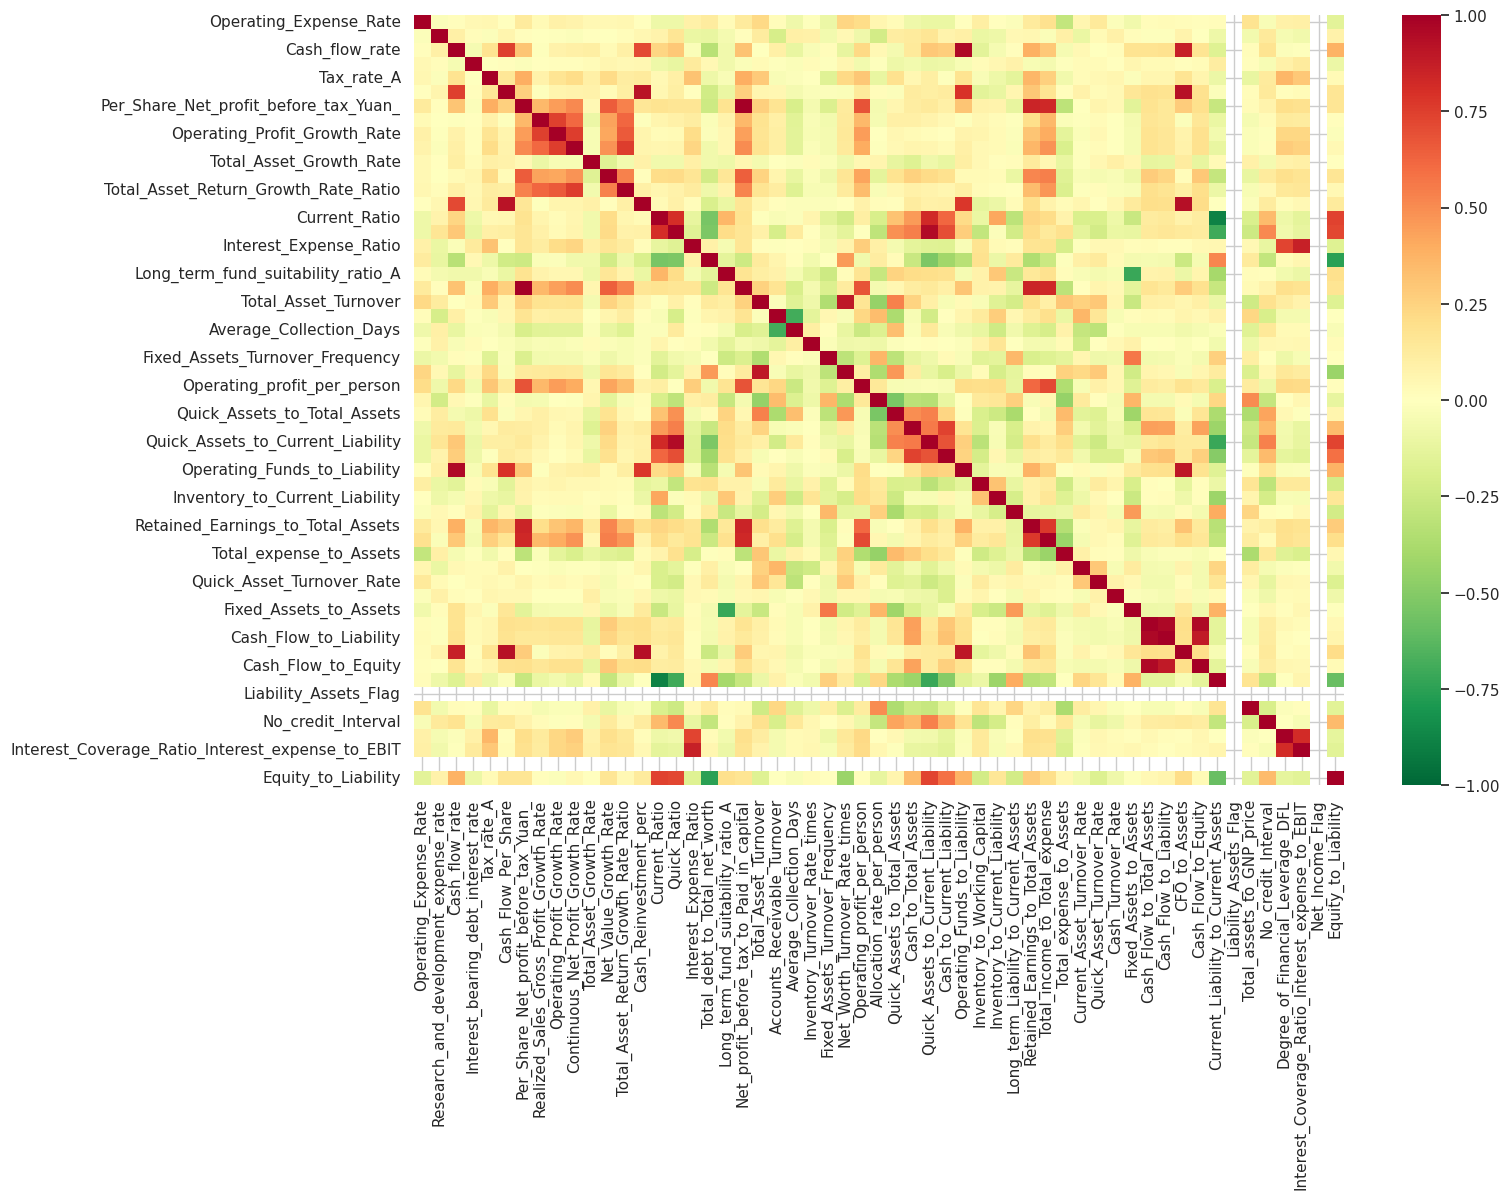 Operating_Expense_Rate
Cash_flow_rate
Tax_rate_A
Per_Share_Net_profit_before_tax_Yuan_
Operating_Profit_Growth_Rate
Total_Asset_Growth_Rate
Total_Asset_Return_Growth_Rate_Ratio
Current_Ratio
Interest_Expense_Ratio
Long_term_fund_suitability_ratio_A
Total_Asset_Turnover
Average_Collection_Days
Fixed_Assets_Turnover_Frequency
Operating_profit_per_person
Quick_Assets_to_Total_Assets
Quick_Assets_to_Current_Liability
Operating_Funds_to_Liability
Inventory_to_Current_Liability
Retained_Earnings_to_Total_Assets
Total_expense_to_Assets
Quick_Asset_Turnover_Rate
Fixed_Assets_to_Assets
Cash_Flow_to_Liability
Cash_Flow_to_Equity
Liability_Assets_Flag
No_credit_Interval
Interest_Coverage_Ratio_Interest_expense_to_EBIT
Equity_to_Liability
Operating_Expense_Rate
Research_and_development_expense_rate
Cash_flow_rate
Interest_bearing_debt_interest_rate
Tax_rate_A
Cash_Flow_Per_Share
Per_Share_Net_profit_before_tax_Yuan_
Realized_Sales_Gross_Profit_Growth_Rate
Operating_Profit_Growth_Rate
Continuous_Net_Profit_Growth_Rate
Total_Asset_Growth_Rate
Net_Value_Growth_Rate
Total_Asset_Return_Growth_Rate_Ratio
Cash_Reinvestment_perc
Current_Ratio
Quick_Ratio
Interest_Expense_Ratio
Total_debt_to_Total_net_worth
Long_term_fund_suitability_ratio_A
Net_profit_before_tax_to_Paid_in_capital
Total_Asset_Turnover
Accounts_Receivable_Turnover
Average_Collection_Days
Inventory_Turnover_Rate_times
Fixed_Assets_Turnover_Frequency
Net_Worth_Turnover_Rate_times
Operating_profit_per_person
Allocation_rate_per_person
Quick_Assets_to_Total_Assets
Cash_to_Total_Assets
Quick_Assets_to_Current_Liability
Cash_to_Current_Liability
Operating_Funds_to_Liability
Inventory_to_Working_Capital
Inventory_to_Current_Liability
Long_term_Liability_to_Current_Assets
Retained_Earnings_to_Total_Assets
Total_income_to_Total_expense
Total_expense_to_Assets
Current_Asset_Turnover_Rate
Quick_Asset_Turnover_Rate
Cash_Turnover_Rate
Fixed_Assets_to_Assets
Cash_Flow_to_Total_Assets
Cash_Flow_to_Liability
CFO_to_Assets
Cash_Flow_to_Equity
Current_Liability_to_Current_Assets
Liability_Assets_Flag
Total_assets_to_GNP_price
No_credit_Interval
Degree_of_Financial_Leverage_DFL
Interest_Coverage_Ratio_Interest_expense_to_EBIT
Net_Income_Flag
Equity_to_Liability
1.00
0.75
0.50
0.25
0.00
−0.25
−0.50
−0.75
−1.00